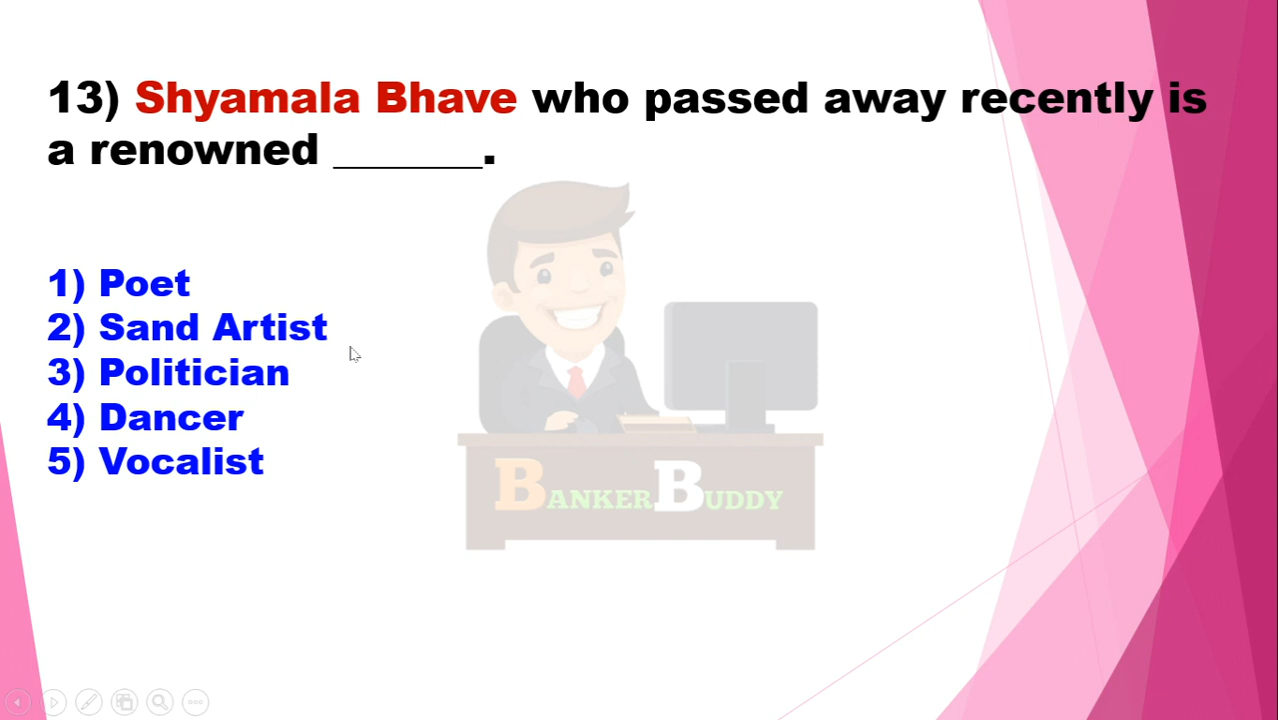 13) Shyamala Bhave who passed away recently is
a renowned _______.
1) Poet
2) Sand Artist
3) Politician
4) Dancer
5) Vocalist
BANKERBUDDY